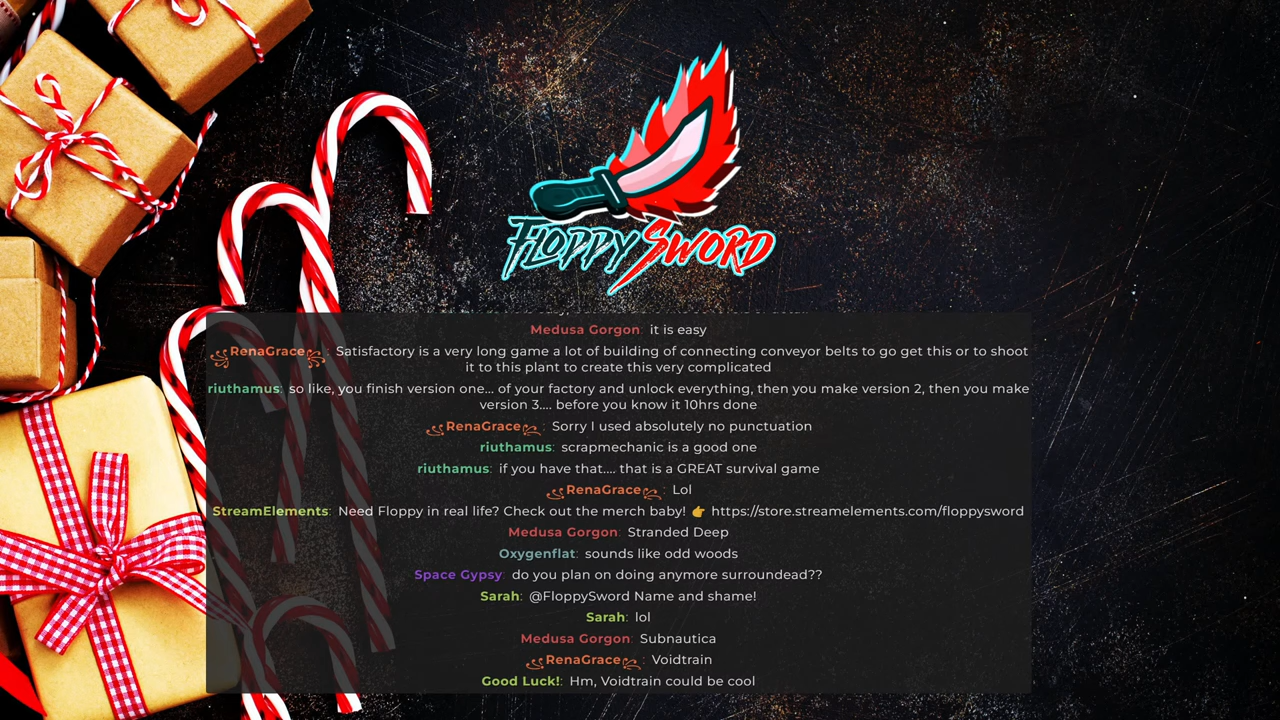 FLOPPY SWORD
Medusa Gorgon: it is easy
RenaGrace: Satisfactory is a very long game a lot of building of connecting conveyor belts to go get this or to shoot
it to this plant to create this very complicated
riuthamus: so like, you finish version one... of your factory and unlock everything, then you make version 2, then you make
version 3.... before you know it 10hrs done
RenaGrace: Sorry I used absolutely no punctuation
riuthamus: scrapmechanic is a good one
riuthamus: if you have that.... that is a GREAT survival game
RenaGrace: Lol
StreamElements: Need Floppy in real life? Check out the merch baby! 👉 https://store.streamelements.com/floppysword
Medusa Gorgon: Stranded Deep
Oxygenflat: sounds like odd woods
Space Gypsy: do you plan on doing anymore surroundead??
Sarah: @FloppySword Name and shame!
Sarah: lol
Medusa Gorgon: Subnautica
RenaGrace: Voidtrain
Good Luck!: Hm, Voidtrain could be cool